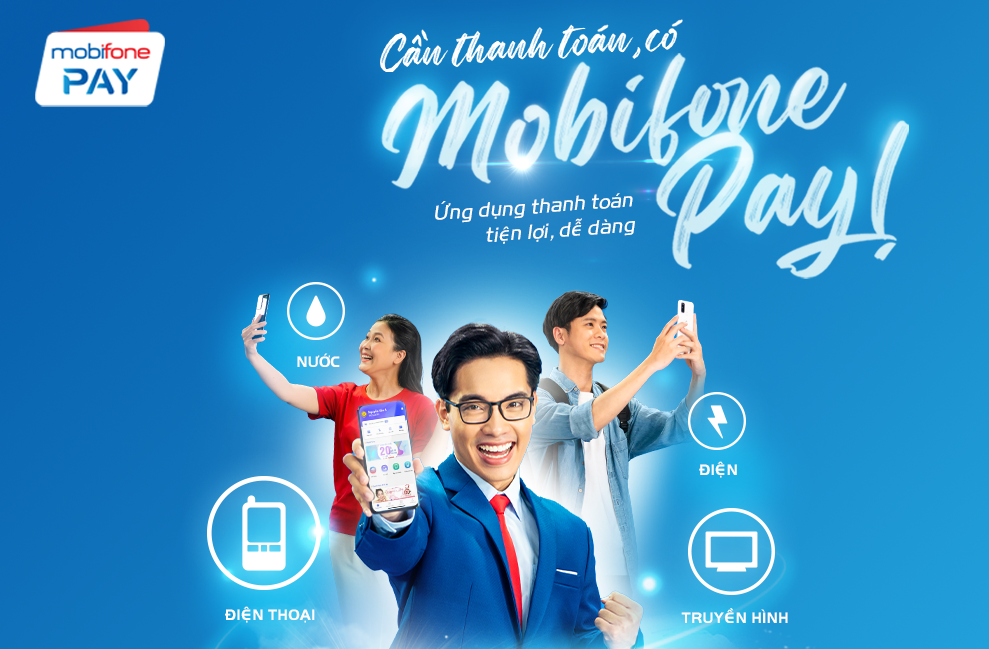 mobifone
PAY
Cần thanh toán, có
Mobifone
Pay!
Ứng dụng thanh toán
tiện lợi, dễ dàng
NƯỚC
ĐIỆN
ĐIỆN THOẠI
TRUYỀN HÌNH